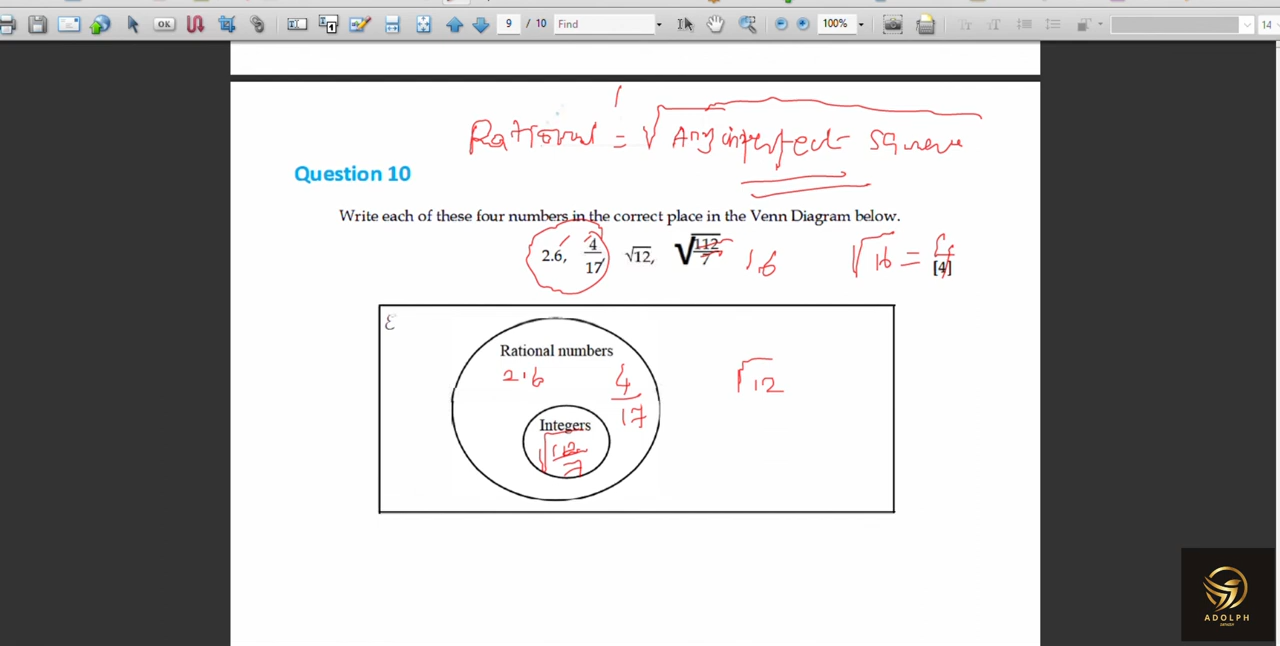 9 / 10 Find 100% 14
Rational = √Any imperfect square
Question 10
Write each of these four numbers in the correct place in the Venn Diagram below.
2.6, 4/17 √12, √112/7 16 √16 = 4
[4]
ℰ
Rational numbers
2.6 4/17 √12
Integers
√112/7
ADOLPH